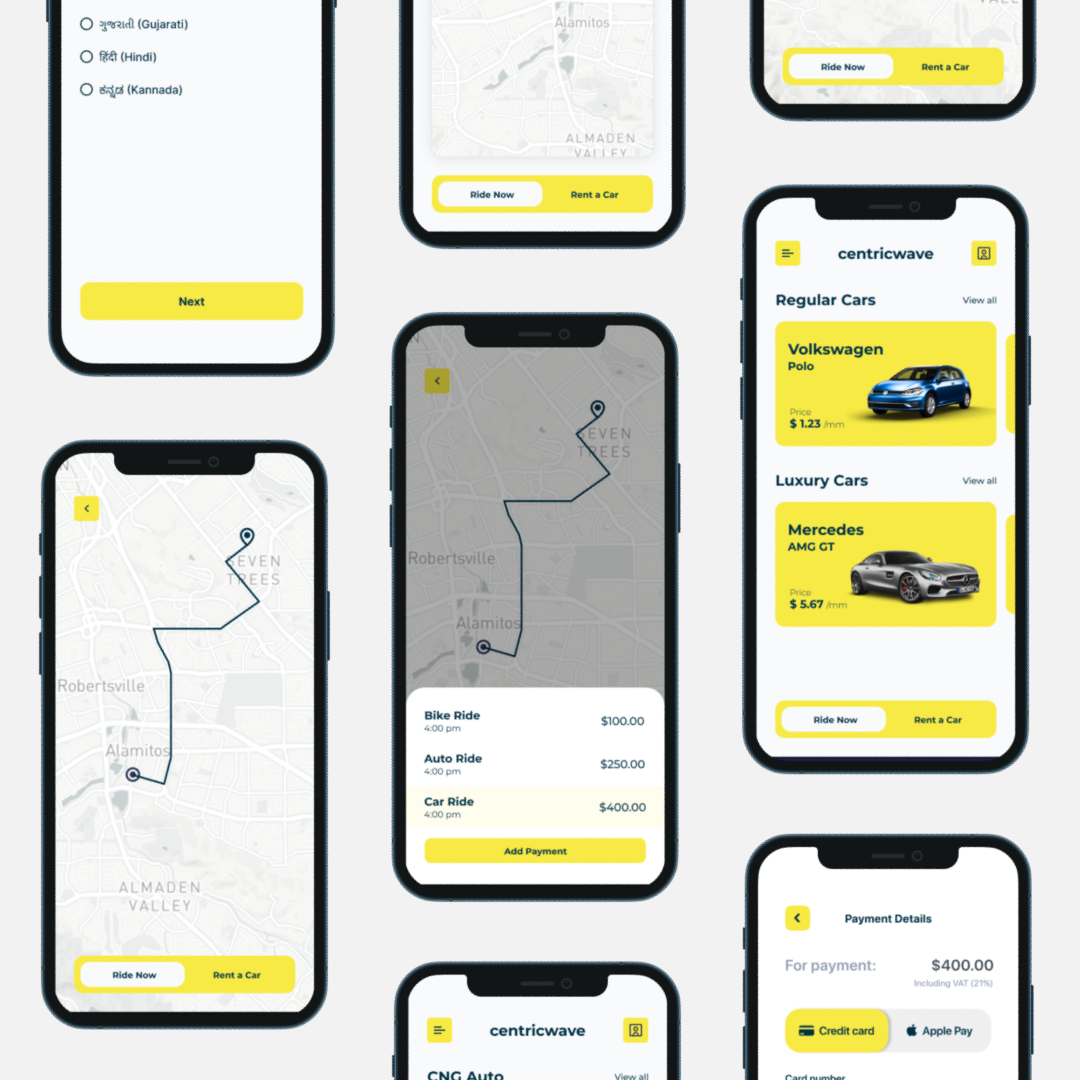 ગુજરાતી (Gujarati)
हिंदी (Hindi)
ಕನ್ನಡ (Kannada)
Next
N
SEVEN
TREES
Robertsville
Alamitos
ALMADEN
VALLEY
Ride Now
Rent a Car
Alamitos
ALMADEN
VALLEY
Ride Now
Rent a Car
SEVEN
TREES
Robertsville
Alamitos
Bike Ride
$100.00
4:00 pm
Auto Ride
$250.00
4:00 pm
Car Ride
$400.00
4:00 pm
Add Payment
centricwave
CNG Auto
View all
Ride Now
Rent a Car
centricwave
Regular Cars
View all
Volkswagen
Polo
Price
$ 1.23 /mm
Luxury Cars
View all
Mercedes
AMG GT
Price
$ 5.67 /mm
Ride Now
Rent a Car
Payment Details
For payment:
$400.00
Including VAT (21%)
Credit card
Apple Pay
Card number